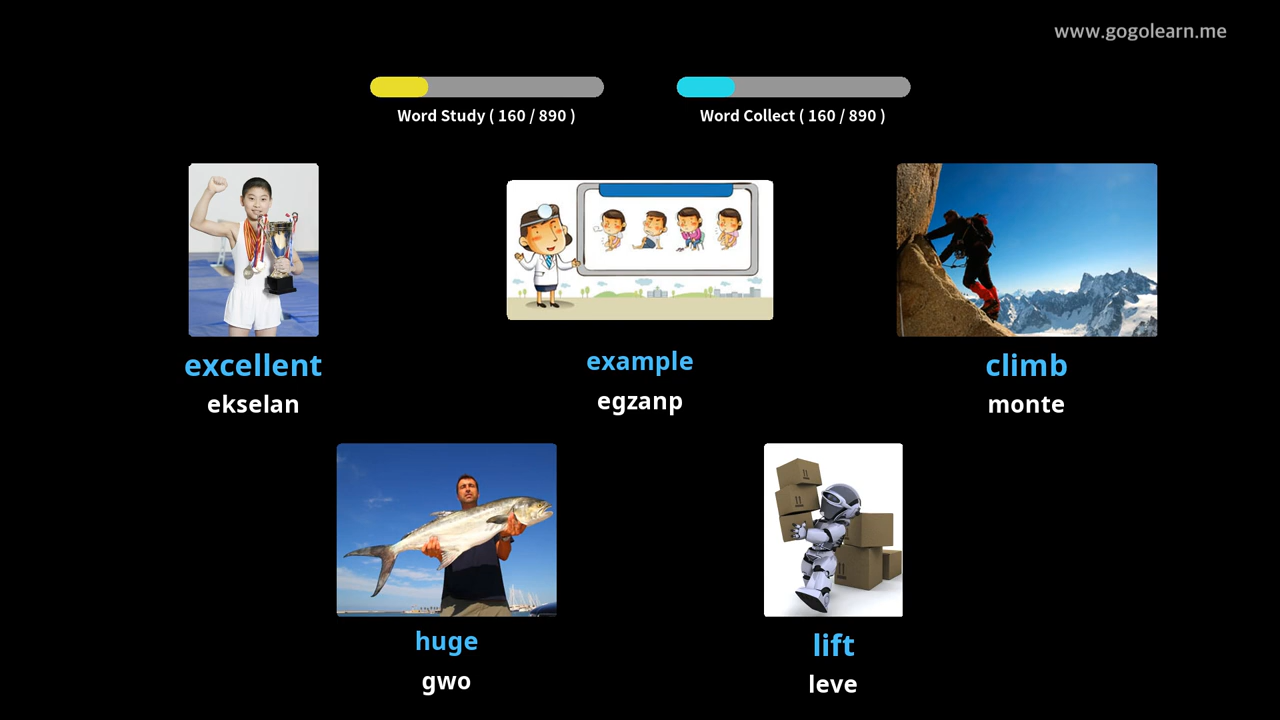 www.gogolearn.me
Word Study ( 160 / 890 )
Word Collect ( 160 / 890 )
excellent
ekselan
example
egzanp
climb
monte
huge
gwo
lift
leve